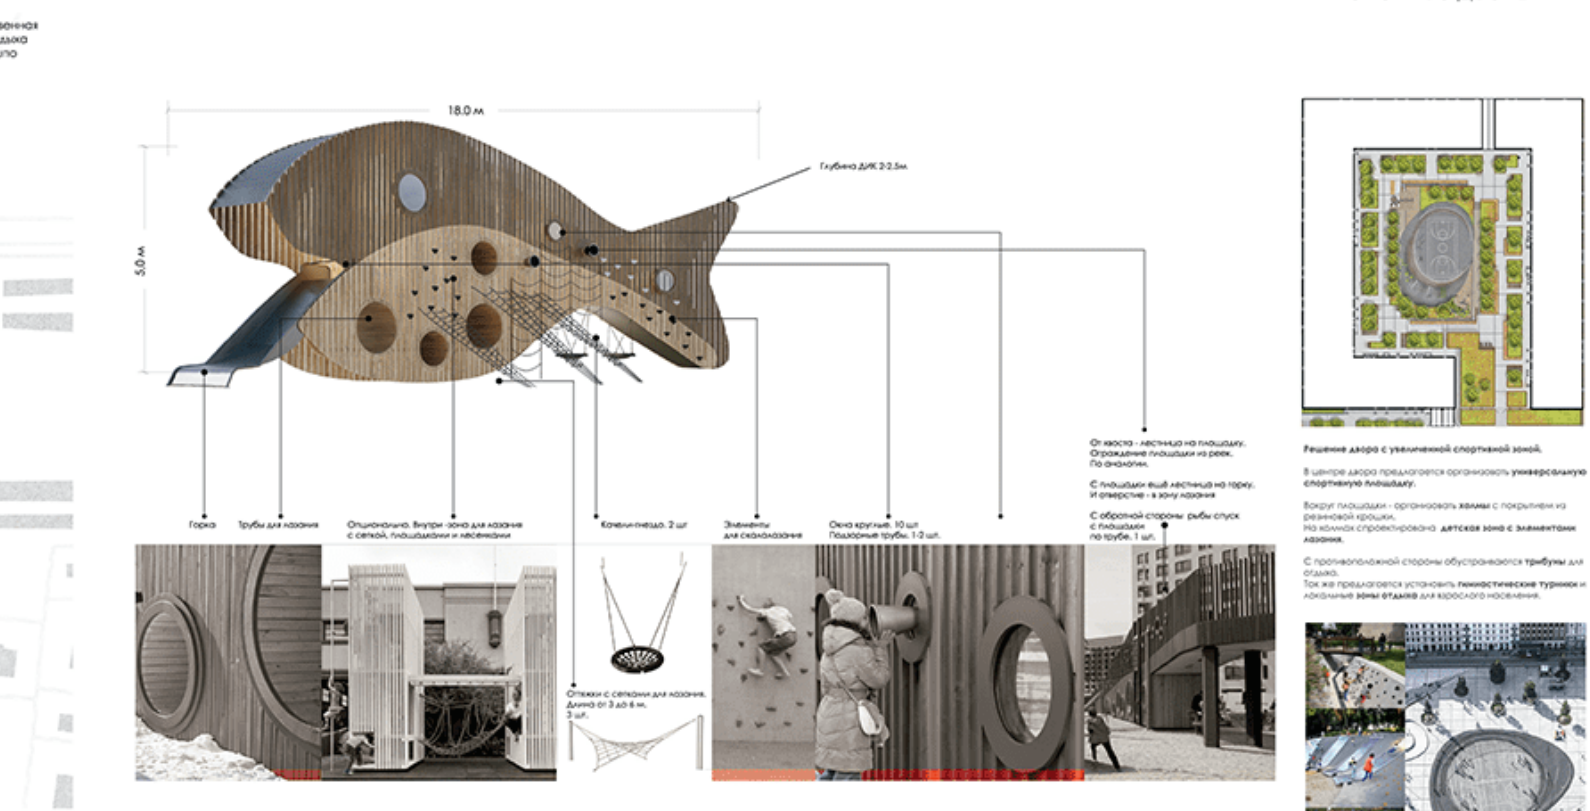 венная
18.0 м
Глубина ДИК 2-2.5м
5.0 м
От хвоста - лестница на площадку.
Ограждение площадки из реек.
По аналогии.
С площадки ещё лестница на горку.
И отверстие - в зону лазания
С обратной стороны рыбы спуск
с площадки
по трубе. 1 шт.
Горка
Трубы для лазания
Опционально. Внутри -зона для лазания
с сеткой, площадками и лесенками
Качели-гнездо. 2 шт
Элементы
для скалолазания
Окна круглые. 10 шт
Подзорные трубы. 1-2 шт.
Оттяжки с сетками для лазания.
Длина от 3 до 6 м.
3 шт.
Решение двора с увеличенной спортивной зоной.
В центре двора предлагается организовать универсальную
спортивную площадку.
Вокруг площадки - организовать холмы с покрытием из
резиновой крошки.
На холмах спроектирована детская зона с элементами
лазания.
С противоположной стороны обустраиваются трибуны для
отдыха.
Так же предлагается установить гимнастические турники и
локальные зоны отдыха для взрослого населения.